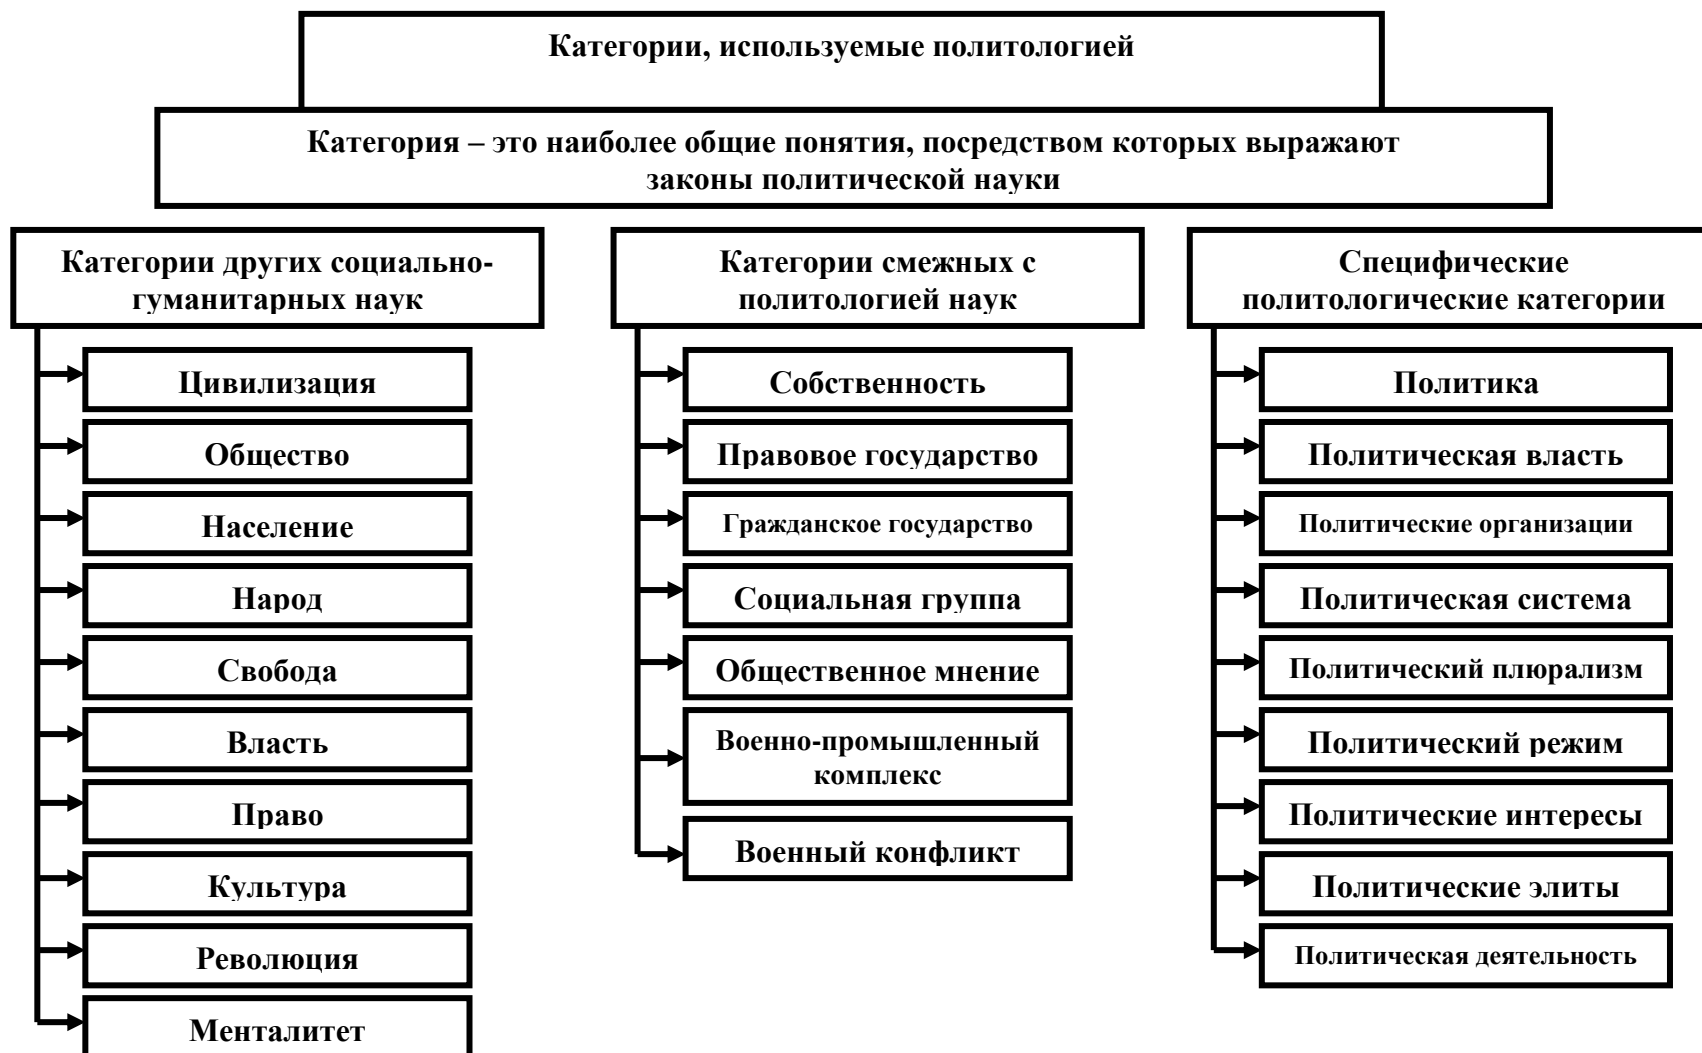 Категории, используемые политологией
Категория – это наиболее общие понятия, посредством которых выражают
законы политической науки
Категории других социально-
гуманитарных наук
Цивилизация
Общество
Население
Народ
Свобода
Власть
Право
Культура
Революция
Менталитет
Категории смежных с
политологией наук
Собственность
Правовое государство
Гражданское государство
Социальная группа
Общественное мнение
Военно-промышленный
комплекс
Военный конфликт
Специфические
политологические категории
Политика
Политическая власть
Политические организации
Политическая система
Политический плюрализм
Политический режим
Политические интересы
Политические элиты
Политическая деятельность